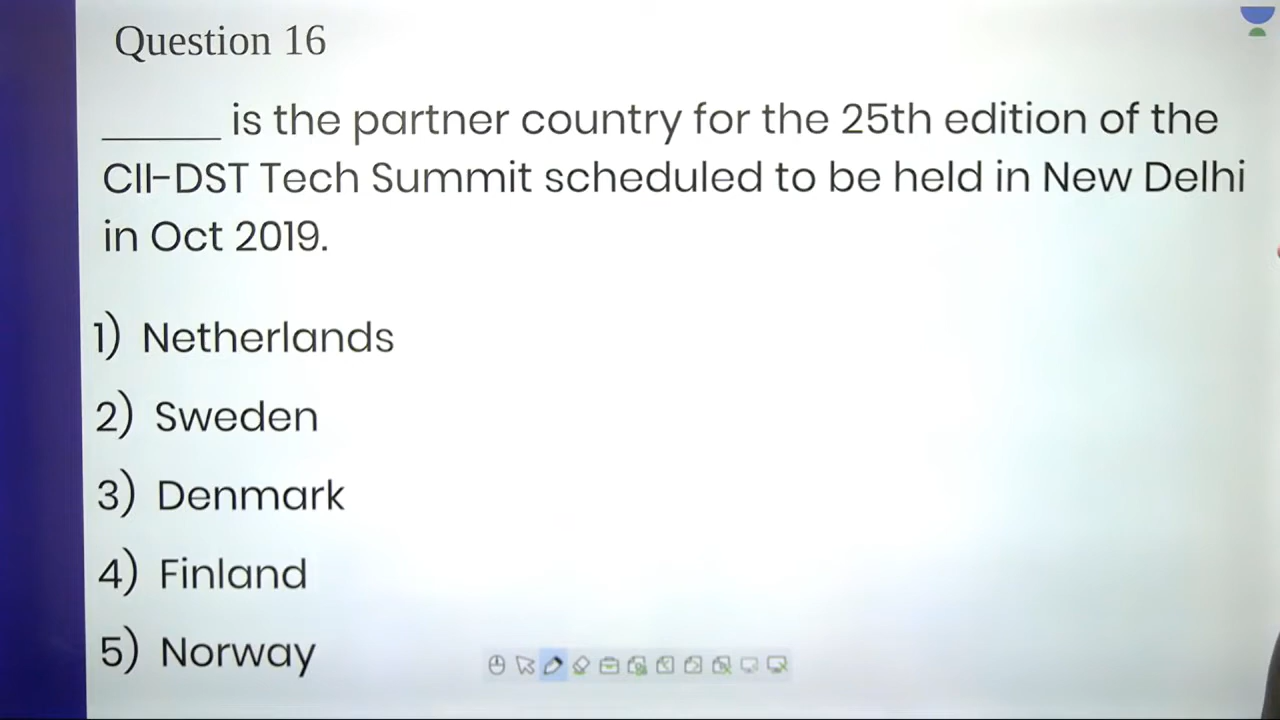 Question 16
______ is the partner country for the 25th edition of the
CII-DST Tech Summit scheduled to be held in New Delhi
in Oct 2019.
1) Netherlands
2) Sweden
3) Denmark
4) Finland
5) Norway